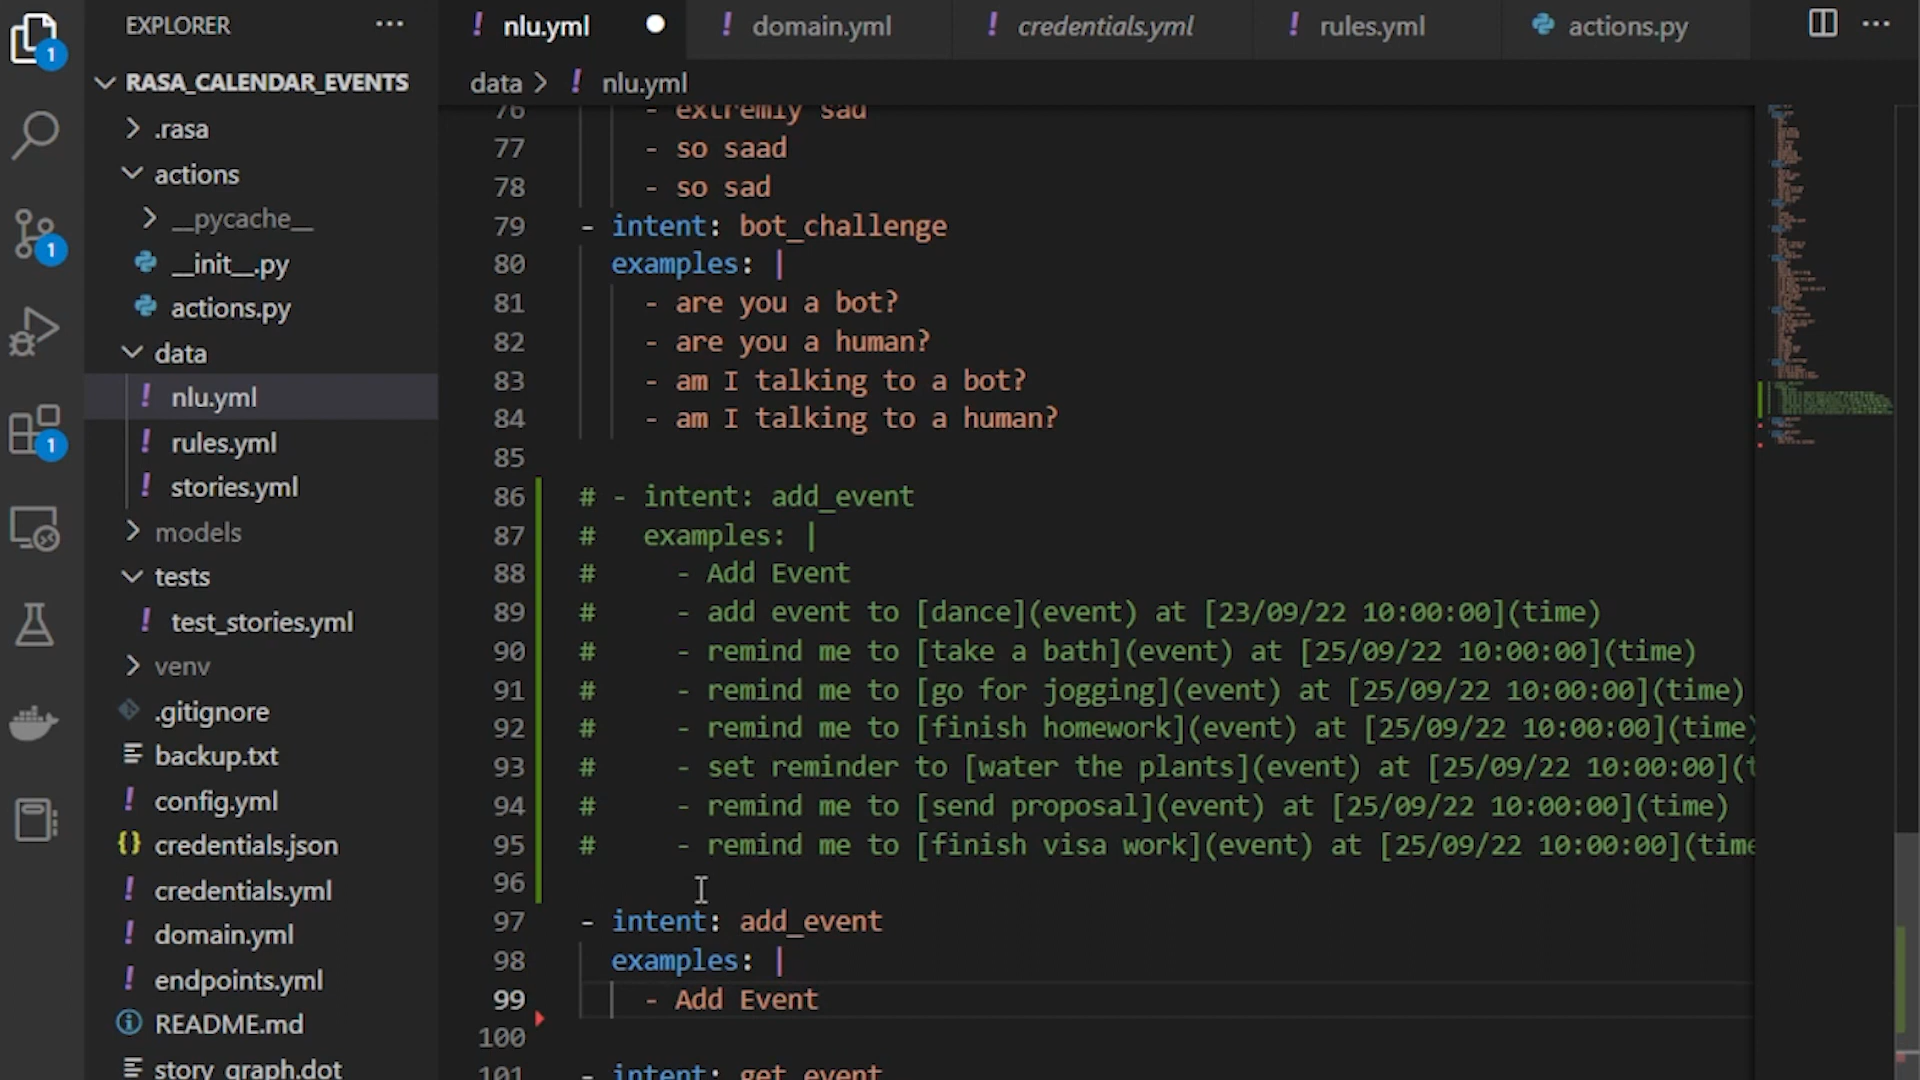 EXPLORER
RASA_CALENDAR_EVENTS
.rasa
actions
__pycache__
__init__.py
actions.py
data
nlu.yml
rules.yml
stories.yml
models
tests
test_stories.yml
venv
.gitignore
backup.txt
config.yml
credentials.json
credentials.yml
domain.yml
endpoints.yml
README.md
story_graph.dot
1
1
1
! nlu.yml
! domain.yml
! credentials.yml
! rules.yml
actions.py
data > ! nlu.yml
76 - extremly sad
77 - so saad
78 - so sad
79 - intent: bot_challenge
80 examples: |
81 - are you a bot?
82 - are you a human?
83 - am I talking to a bot?
84 - am I talking to a human?
85
86 # - intent: add_event
87 # examples: |
88 # - Add Event
89 # - add event to [dance](event) at [23/09/22 10:00:00](time)
90 # - remind me to [take a bath](event) at [25/09/22 10:00:00](time)
91 # - remind me to [go for jogging](event) at [25/09/22 10:00:00](time)
92 # - remind me to [finish homework](event) at [25/09/22 10:00:00](time)
93 # - set reminder to [water the plants](event) at [25/09/22 10:00:00](t
94 # - remind me to [send proposal](event) at [25/09/22 10:00:00](time)
95 # - remind me to [finish visa work](event) at [25/09/22 10:00:00](time
96
97 - intent: add_event
98 examples: |
99 - Add Event
100
101 - intent: get_event